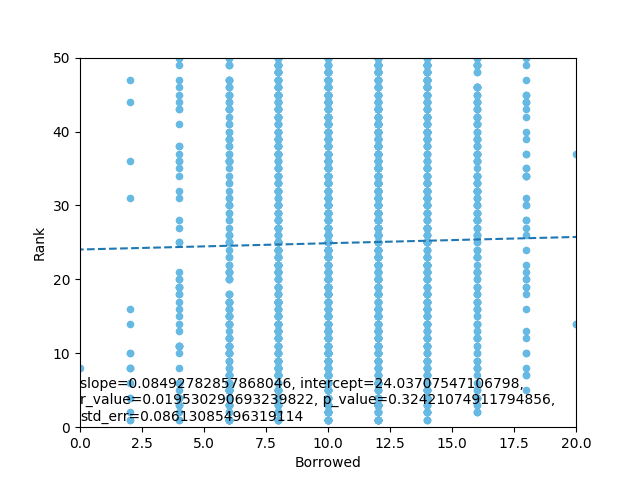 50
40
30
20
10
0
Rank
slope=0.08492782857868046, intercept=24.03707547106798,
r_value=0.019530290693239822, p_value=0.32421074911794856,
std_err=0.08613085496319114
0.0 2.5 5.0 7.5 10.0 12.5 15.0 17.5 20.0
Borrowed